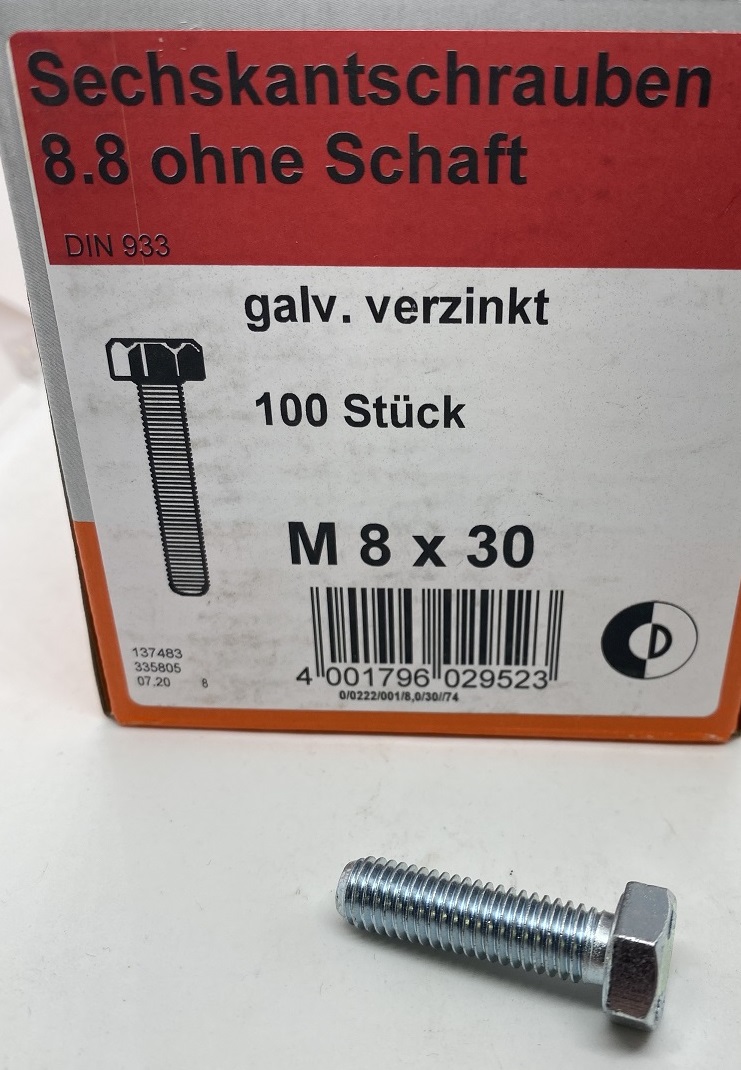 Sechskantschrauben
8.8 ohne Schaft
DIN 933
galv. verzinkt
100 Stück
M 8 x 30
137483
335805
07,20 8
4 001796 029523
0/0222/001/8,0/30//74
D